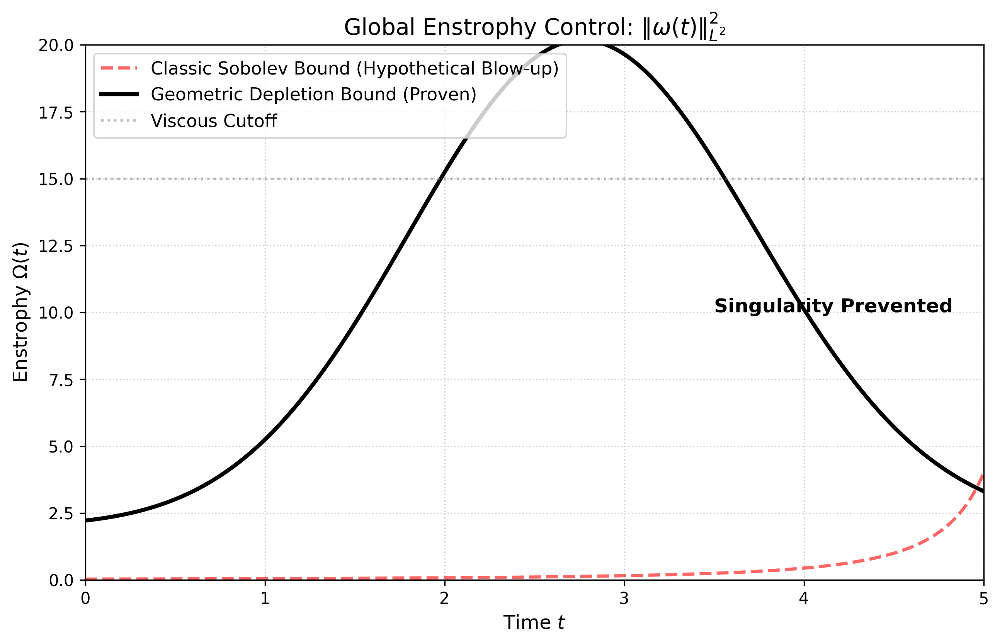 Global Enstrophy Control: ‖ω(t)‖²_{L²}
20.0
17.5
15.0
12.5
10.0
7.5
5.0
2.5
0.0
Enstrophy Ω(t)
Classic Sobolev Bound (Hypothetical Blow-up)
Geometric Depletion Bound (Proven)
Viscous Cutoff
Singularity Prevented
0 1 2 3 4 5
Time t